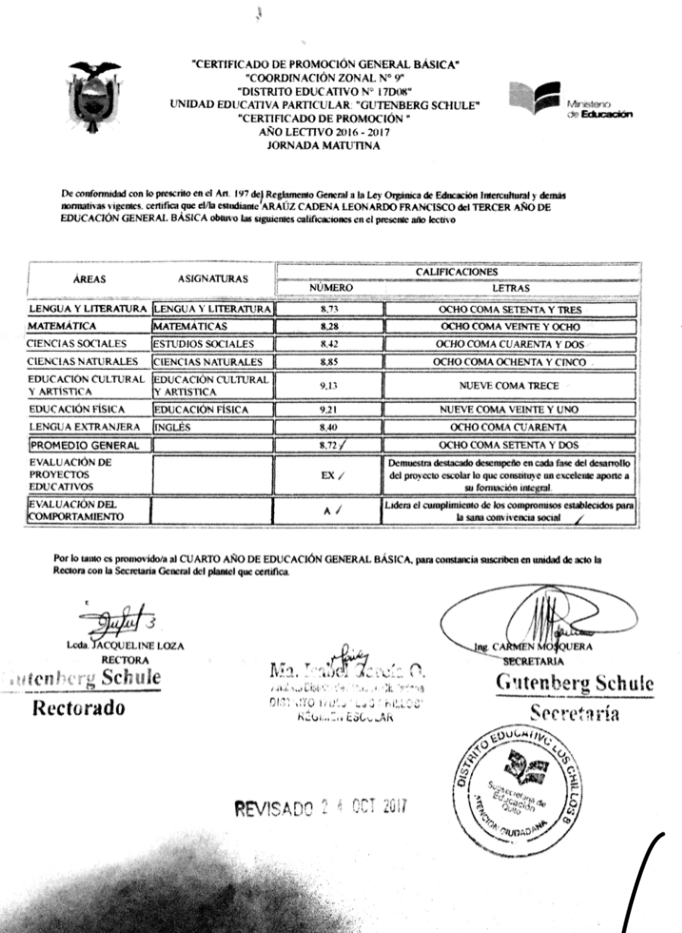 "CERTIFICADO DE PROMOCIÓN GENERAL BÁSICA"
"COORDINACIÓN ZONAL Nº 9"
"DISTRITO EDUCATIVO Nº 17D08"
UNIDAD EDUCATIVA PARTICULAR: "GUTENBERG SCHULE"
"CERTIFICADO DE PROMOCIÓN "
AÑO LECTIVO 2016 - 2017
JORNADA MATUTINA
Ministerio
de Educación
De conformidad con lo prescrito en el Art. 197 del Reglamento General a la Ley Orgánica de Educación Intercultural y demás
normativas vigentes, certifica que el/la estudiante ARAÚZ CADENA LEONARDO FRANCISCO del TERCER AÑO DE
EDUCACIÓN GENERAL BÁSICA obtuvo las siguientes calificaciones en el presente año lectivo
ÁREAS ASIGNATURAS CALIFICACIONES
NÚMERO LETRAS
LENGUA Y LITERATURA LENGUA Y LITERATURA 8,73 OCHO COMA SETENTA Y TRES
MATEMÁTICA MATEMÁTICAS 8,28 OCHO COMA VEINTE Y OCHO
CIENCIAS SOCIALES ESTUDIOS SOCIALES 8,42 OCHO COMA CUARENTA Y DOS
CIENCIAS NATURALES CIENCIAS NATURALES 8,85 OCHO COMA OCHENTA Y CINCO
EDUCACIÓN CULTURAL EDUCACIÓN CULTURAL
Y ARTÍSTICA Y ARTISTICA 9,13 NUEVE COMA TRECE
EDUCACIÓN FÍSICA EDUCACIÓN FÍSICA 9,21 NUEVE COMA VEINTE Y UNO
LENGUA EXTRANJERA INGLÉS 8,40 OCHO COMA CUARENTA
PROMEDIO GENERAL 8,72 OCHO COMA SETENTA Y DOS
EVALUACIÓN DE
PROYECTOS
EDUCATIVOS
EX
Demuestra destacado desempeño en cada fase del desarrollo
del proyecto escolar lo que constituye un excelente aporte a
su formación integral.
EVALUACIÓN DEL
COMPORTAMIENTO
A
Lidera el cumplimiento de los compromisos establecidos para
la sana convivencia social
Por lo tanto es promovido/a al CUARTO AÑO DE EDUCACIÓN GENERAL BÁSICA, para constancia suscriben en unidad de acto la
Rectora con la Secretaria General del plantel que certifica.
Lcda. JACQUELINE LOZA
RECTORA
Gutenberg Schule
Rectorado
Ma. Isabel García O.
RÉGIMEN ESCOLAR
Ing. CARMEN MOSQUERA
SECRETARIA
Gutenberg Schule
Secretaría
DISTRITO EDUCATIVO LOS CHILLOS 8
Subsecretaría de
Educación
Quito
ATENCIÓN CIUDADANA
REVISADO 2 OCT 2017